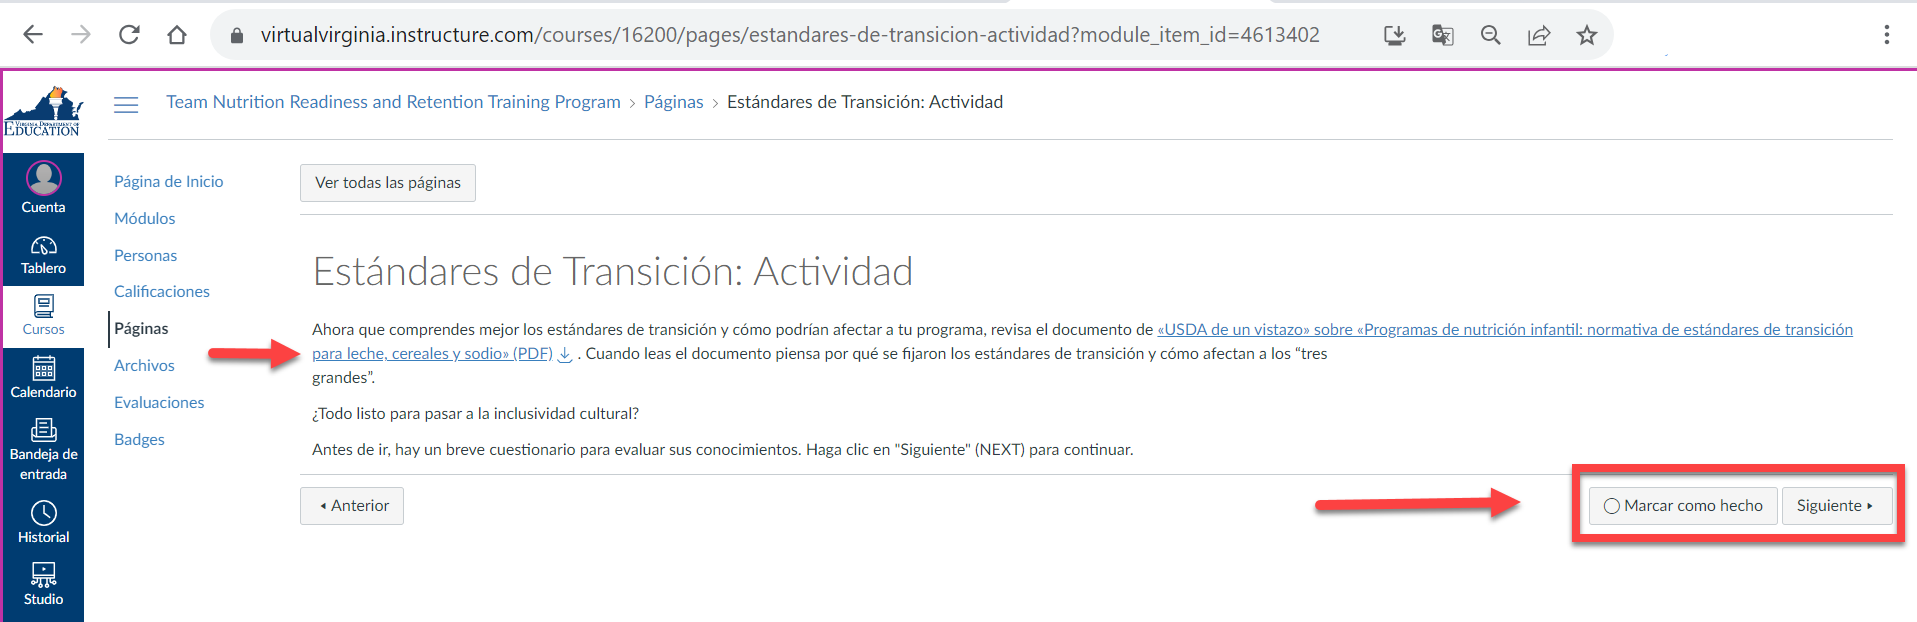 virtualvirginia.instructure.com/courses/16200/pages/estandares-de-transicion-actividad?module_item_id=4613402
VIRGINIA DEPARTMENT OF
EDUCATION
Team Nutrition Readiness and Retention Training Program › Páginas › Estándares de Transición: Actividad
Cuenta
Tablero
Cursos
Calendario
Bandeja de
entrada
Historial
Studio
Página de Inicio
Módulos
Personas
Calificaciones
Páginas
Archivos
Evaluaciones
Badges
Ver todas las páginas
Estándares de Transición: Actividad
Ahora que comprendes mejor los estándares de transición y cómo podrían afectar a tu programa, revisa el documento de «USDA de un vistazo» sobre «Programas de nutrición infantil: normativa de estándares de transición
para leche, cereales y sodio» (PDF) . Cuando leas el documento piensa por qué se fijaron los estándares de transición y cómo afectan a los “tres
grandes”.
¿Todo listo para pasar a la inclusividad cultural?
Antes de ir, hay un breve cuestionario para evaluar sus conocimientos. Haga clic en "Siguiente" (NEXT) para continuar.
Anterior
Marcar como hecho
Siguiente